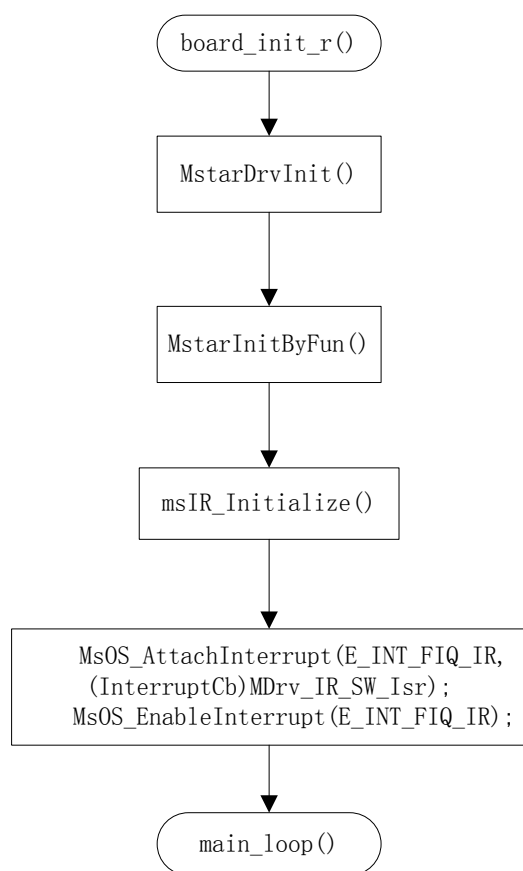 board_init_r()
MstarDrvInit()
MstarInitByFun()
msIR_Initialize()
MsOS_AttachInterrupt(E_INT_FIQ_IR,
(InterruptCb)MDrv_IR_SW_Isr);
MsOS_EnableInterrupt(E_INT_FIQ_IR);
main_loop()